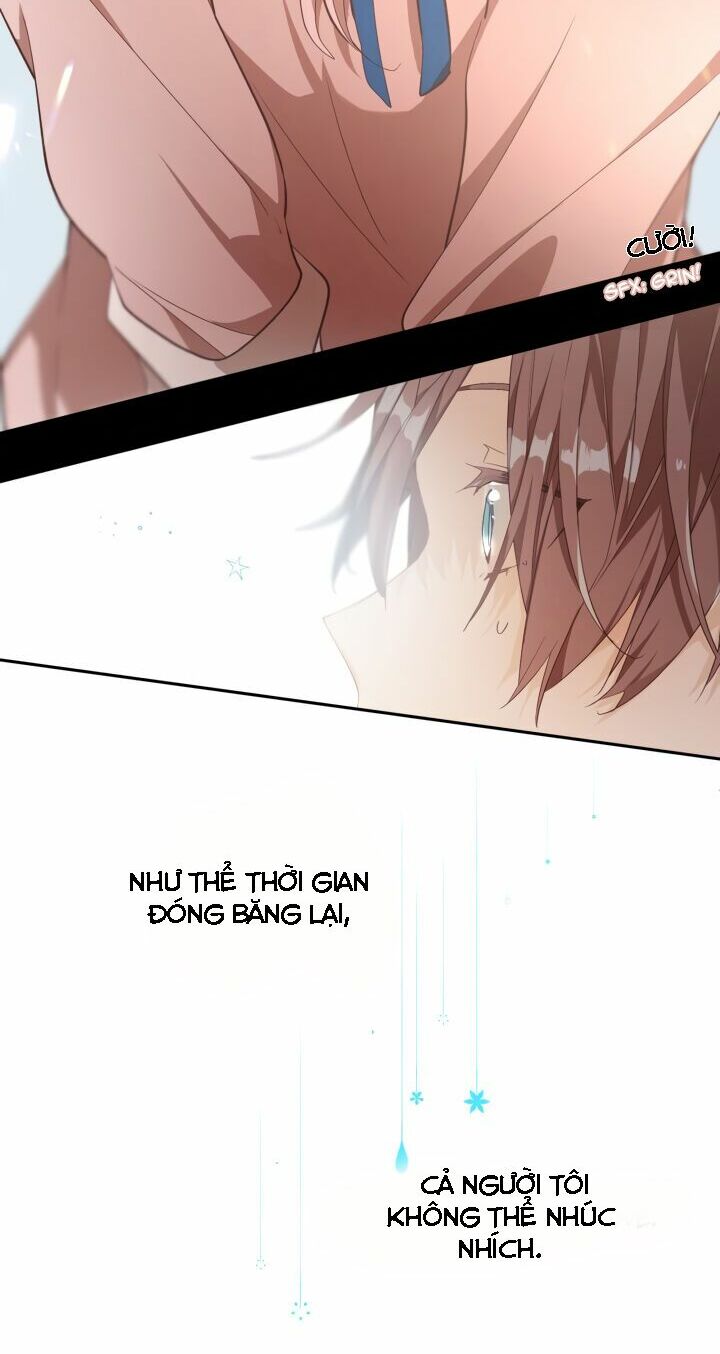 CƯỜI!
SFX: GRIN!
NHƯ THỂ THỜI GIAN
ĐÓNG BĂNG LẠI,
CẢ NGƯỜI TÔI
KHÔNG THỂ NHÚC
NHÍCH.